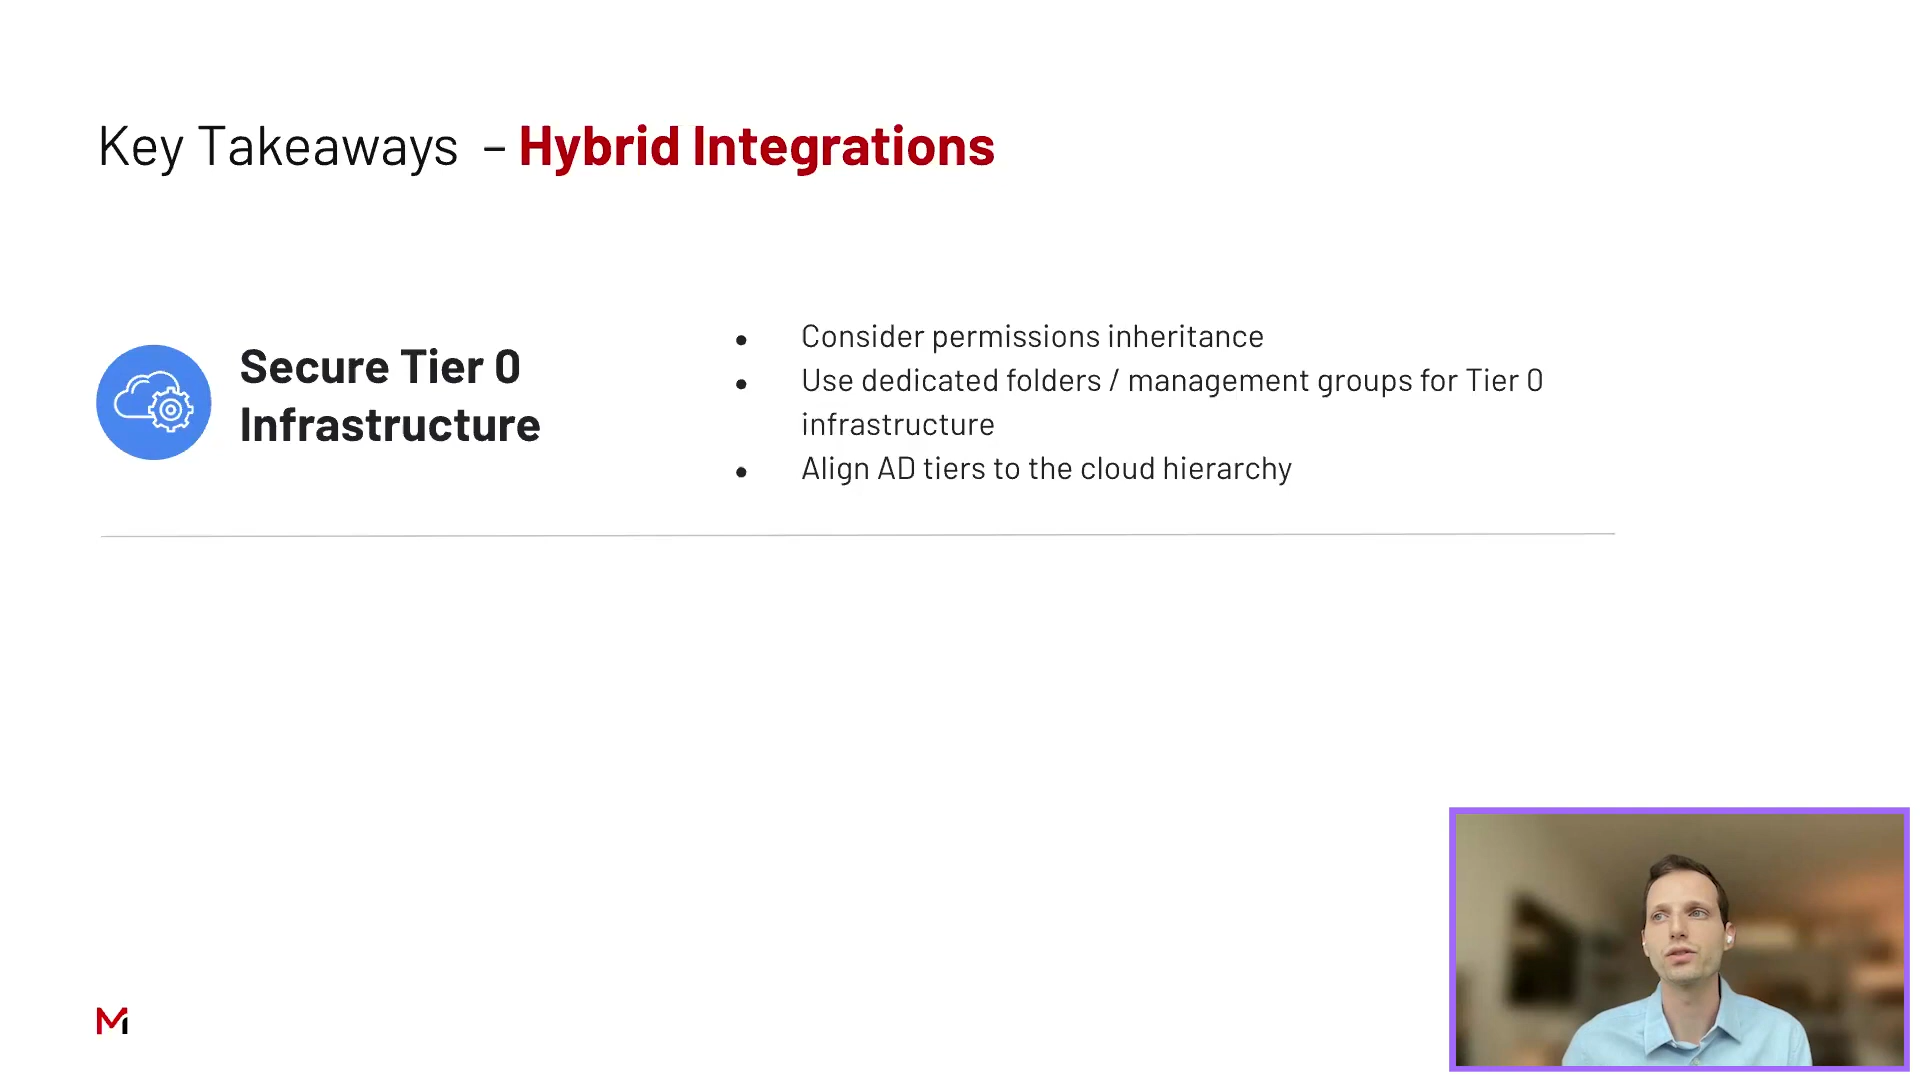 Key Takeaways – Hybrid Integrations
Secure Tier 0
Infrastructure
• Consider permissions inheritance
• Use dedicated folders / management groups for Tier 0
infrastructure
• Align AD tiers to the cloud hierarchy